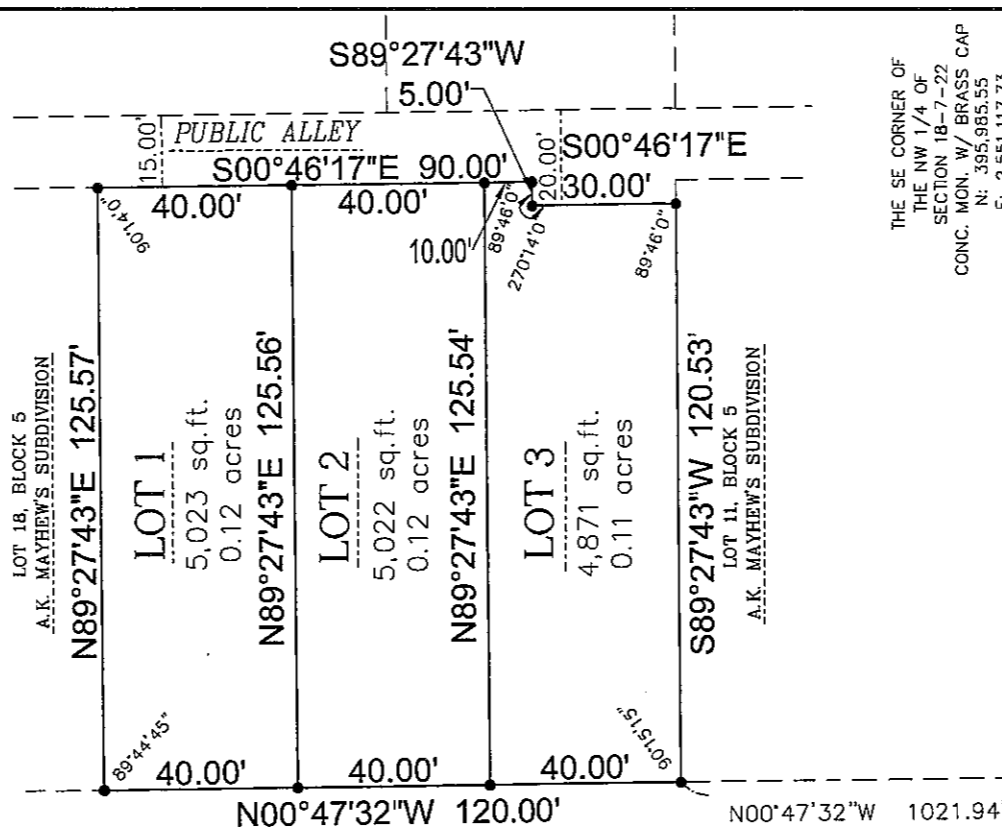 S89°27'43"W
5.00'
15.00'
PUBLIC ALLEY
S00°46'17"E 90.00'
20.00'
S00°46'17"E
30.00'
40.00'
40.00'
10.00'
90°14'0"
89°46'0"
270°14'0"
89°46'0"
THE SE CORNER OF
THE NW 1/4 OF
SECTION 18-7-22
CONC. MON. W/ BRASS CAP
N: 395,985.55
LOT 18, BLOCK 5
A.K. MAYHEW'S SUBDIVISION
N89°27'43"E 125.57'
LOT 1
5,023 sq.ft.
0.12 acres
N89°27'43"E 125.56'
LOT 2
5,022 sq.ft.
0.12 acres
N89°27'43"E 125.54'
LOT 3
4,871 sq.ft.
0.11 acres
S89°27'43"W 120.53'
LOT 11, BLOCK 5
A.K. MAYHEW'S SUBDIVISION
89°44'45"
90°15'15"
40.00'
40.00'
40.00'
N00°47'32"W 120.00'
N00°47'32"W 1021.94